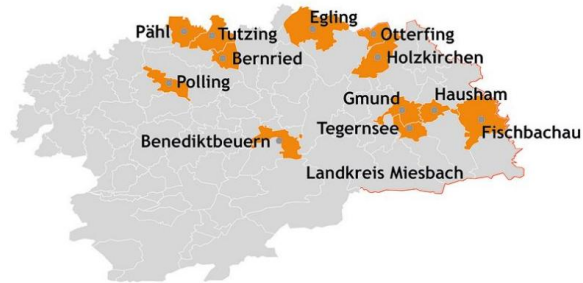 Egling
Pähl
Tutzing
Otterfing
Bernried
Holzkirchen
Polling
Gmund
Hausham
Tegernsee
Fischbachau
Benediktbeuern
Landkreis Miesbach